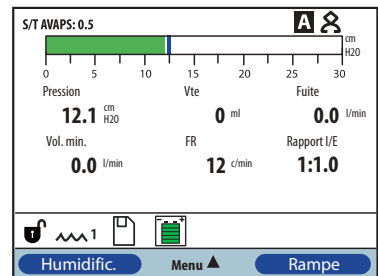 S/T AVAPS: 0.5 A
cm
H2O
0 5 10 15 20 25 30
Pression Vte Fuite
12.1 cm H20 0 ml 0.0 l/min
Vol. min. FR Rapport I/E
0.0 l/min 12 c/min 1:1.0
1
Humidific. Menu Rampe